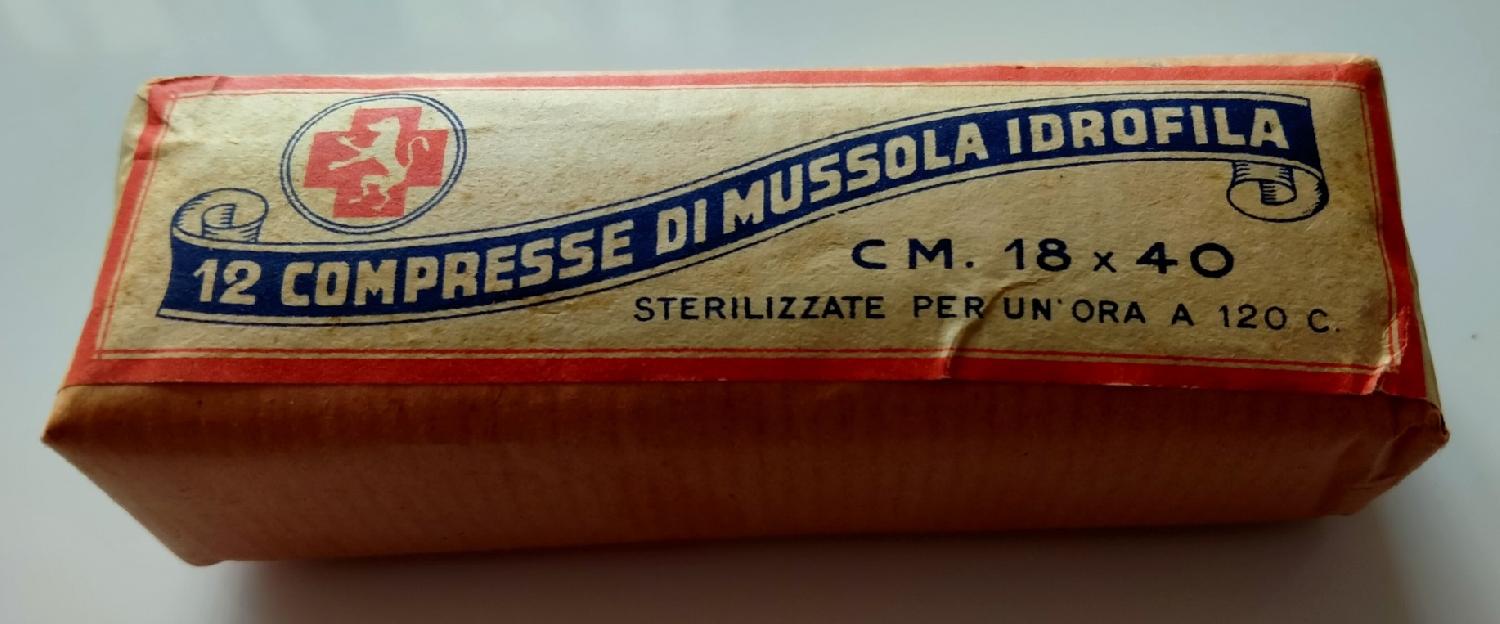 12 COMPRESSE DI MUSSOLA IDROFILA
CM. 18 x 40
STERILIZZATE PER UN'ORA A 120 C.